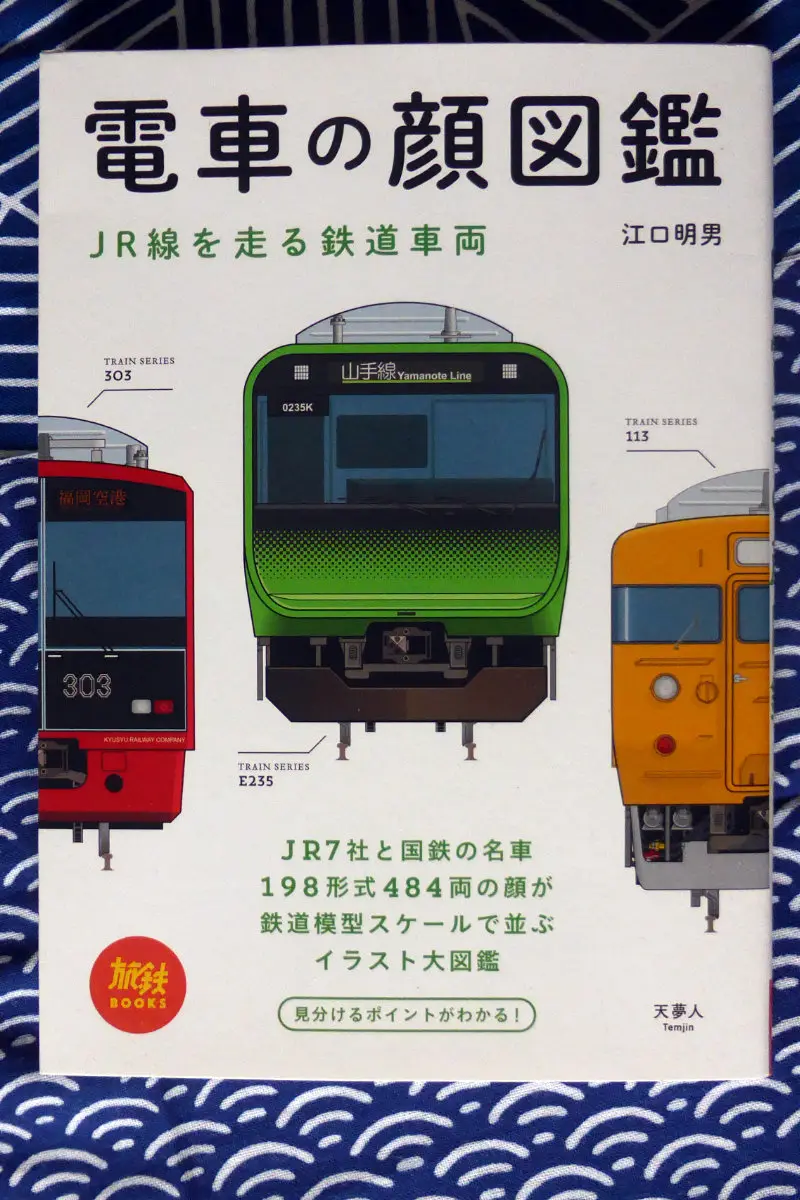 電車の顔図鑑
JR線を走る鉄道車両
江口明男
TRAIN SERIES
303
山手線 Yamanote Line
0235K
TRAIN SERIES
113
福岡空港
303
KYUSYU RAILWAY COMPANY
TRAIN SERIES
E235
JR7社と国鉄の名車
198形式484両の顔が
鉄道模型スケールで並ぶ
イラスト大図鑑
旅鉄
BOOKS
見分けるポイントがわかる!
天夢人
Temjin